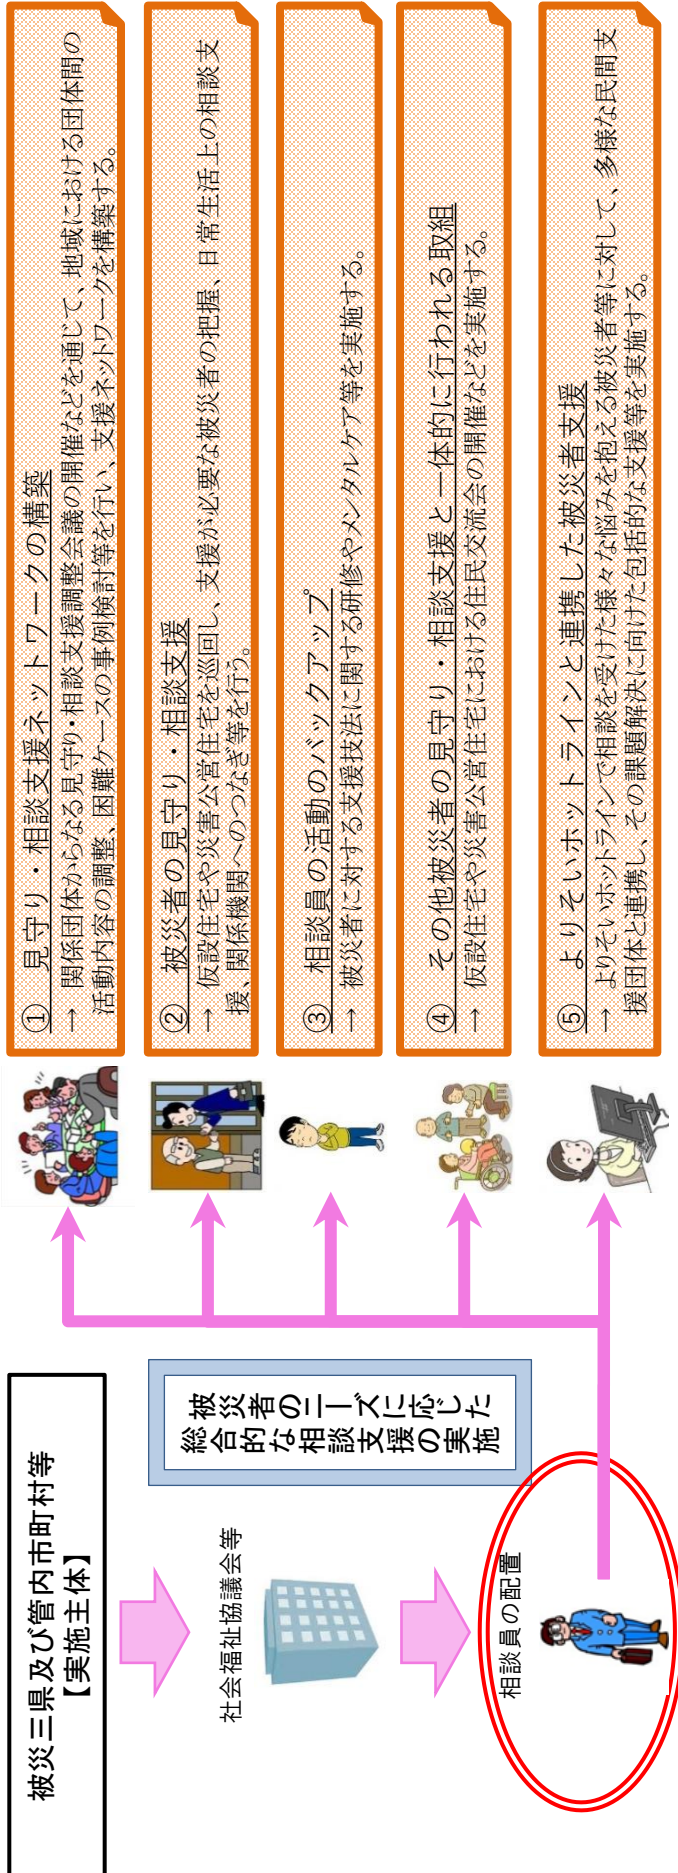 被災三県及び管内市町村等
【実施主体】
社会福祉協議会等
相談員の配置
被災者のニーズに応じた
総合的な相談支援の実施
① 見守り・相談支援ネットワークの構築
→ 関係団体からなる見守り・相談支援調整会議の開催などを通じて、地域における団体間の
活動内容の調整、困難ケースの事例検討等を行い、支援ネットワークを構築する。
② 被災者の見守り・相談支援
→ 仮設住宅や災害公営住宅を巡回し、支援が必要な被災者の把握、日常生活上の相談支
援、関係機関へのつなぎ等を行う。
③ 相談員の活動のバックアップ
→ 被災者に対する支援技法に関する研修やメンタルケア等を実施する。
④ その他被災者の見守り・相談支援と一体的に行われる取組
→ 仮設住宅や災害公営住宅における住民交流会の開催などを実施する。
⑤ よりそいホットラインと連携した被災者支援
→ よりそいホットラインで相談を受けた様々な悩みを抱える被災者等に対して、多様な民間支
援団体と連携し、その課題解決に向けた包括的な支援等を実施する。